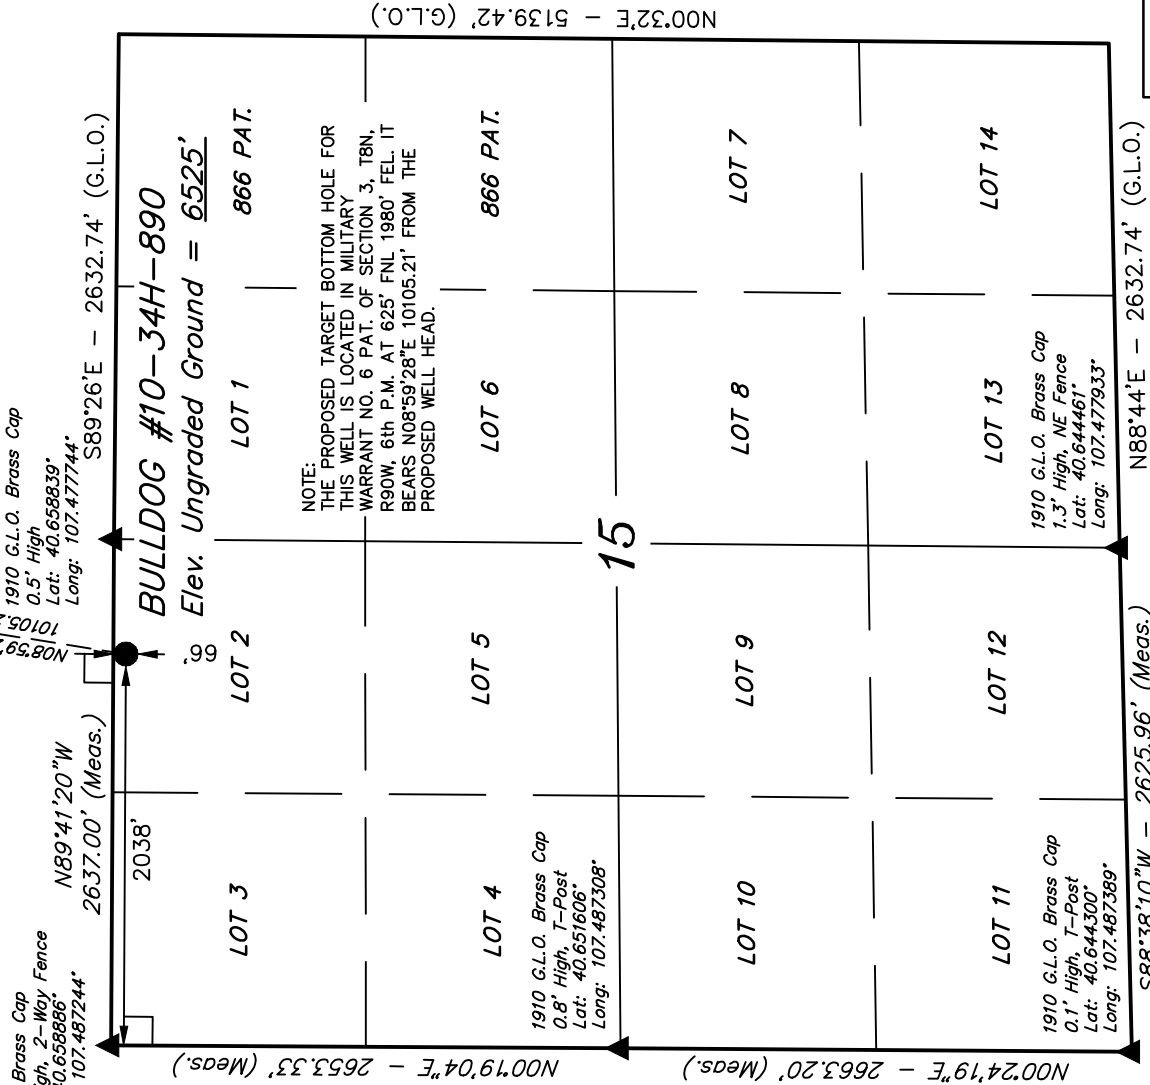 N00°32'E - 5139.42' (G.L.O.)
S89°26'E - 2632.74' (G.L.O.)
N89°41'20"W
2637.00' (Meas.)
1910 G.L.O. Brass Cap
0.5' High
Lat: 40.658839°
Long: 107.477744°
Brass Cap
2-Way Fence
107.487244°
BULLDOG #10-34H-890
Elev. Ungraded Ground = 6525'
66'
2038'
LOT 3
LOT 2
LOT 1
866 PAT.
NOTE:
THE PROPOSED TARGET BOTTOM HOLE FOR
THIS WELL IS LOCATED IN MILITARY
WARRANT NO. 6 PAT. OF SECTION 3, T8N,
R90W, 6th P.M. AT 625' FNL 1980' FEL. IT
BEARS N08°59'28"E 10105.21' FROM THE
PROPOSED WELL HEAD.
LOT 4
LOT 5
LOT 6
866 PAT.
1910 G.L.O. Brass Cap
0.8' High, T-Post
Lat: 40.651606°
Long: 107.487308°
15
LOT 10
LOT 9
LOT 8
LOT 7
LOT 11
LOT 12
LOT 13
LOT 14
1910 G.L.O. Brass Cap
0.1' High, T-Post
Lat: 40.644300°
Long: 107.487389°
1910 G.L.O. Brass Cap
1.3' High, NE Fence
Lat: 40.644461°
Long: 107.477933°
N00°19'04"E - 2653.33' (Meas.)
N00°24'19"E - 2663.20' (Meas.)
S88°38'10"W - 2625.96' (Meas.)
N88°44'E - 2632.74' (G.L.O.)